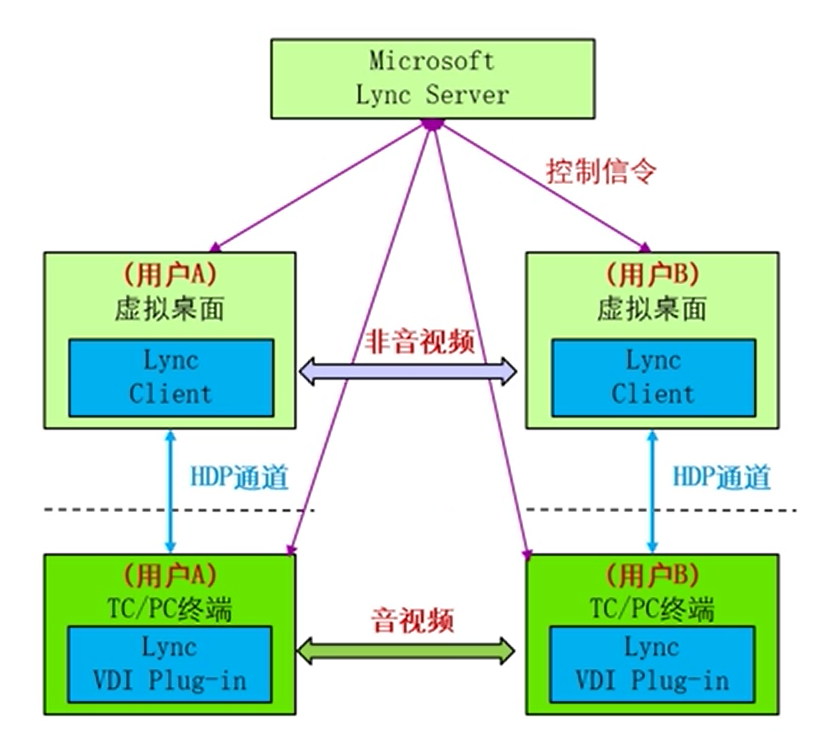 Microsoft
Lync Server
控制信令
(用户A)
虚拟桌面
Lync
Client
非音视频
(用户B)
虚拟桌面
Lync
Client
HDP通道
HDP通道
(用户A)
TC/PC终端
Lync
VDI Plug-in
音视频
(用户B)
TC/PC终端
Lync
VDI Plug-in